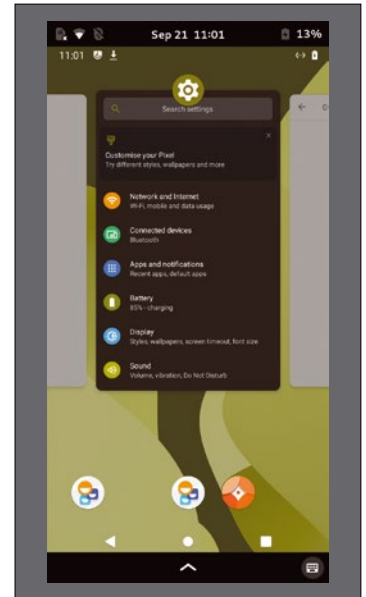 Sep 21 11:01
13%
11:01
Search settings
Customise your Pixel
Try different styles, wallpapers and more
Network and Internet
Wi-Fi, mobile and data usage
Connected devices
Bluetooth
Apps and notifications
Recent apps, default apps
Battery
85% - charging
Display
Styles, wallpapers, screen timeout, font size
Sound
Volume, vibration, Do Not Disturb